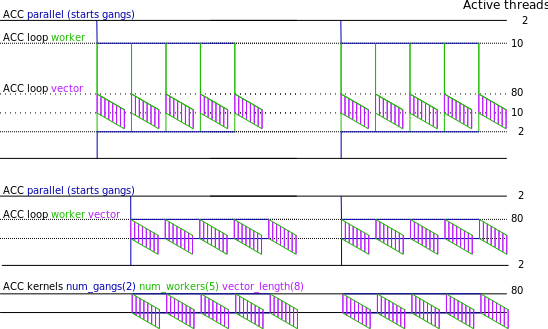 Active threads
ACC parallel (starts gangs) 2
ACC loop worker 10
ACC loop vector 80
10
2
ACC parallel (starts gangs) 2
ACC loop worker vector 80
2
ACC kernels num_gangs(2) num_workers(5) vector_length(8) 80